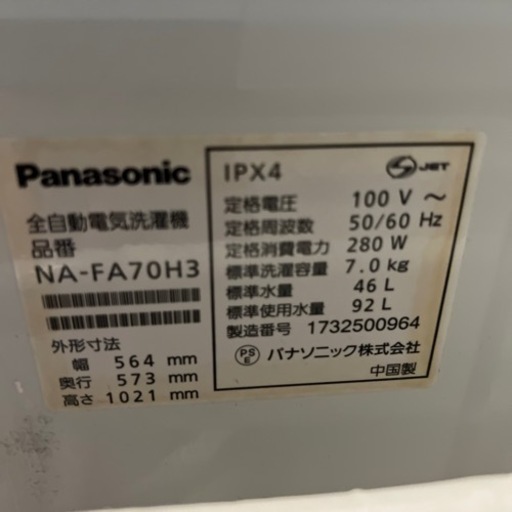 Panasonic
全自動電気洗濯機
品番
NA-FA70H3
外形寸法
幅 564 mm
奥行 573 mm
高さ 1021 mm
IPX4
S JET
定格電圧 100 V ～
定格周波数 50/60 Hz
定格消費電力 280 W
標準洗濯容量 7.0 kg
標準水量 46 L
標準使用水量 92 L
製造番号 1732500964
PS E パナソニック株式会社
中国製